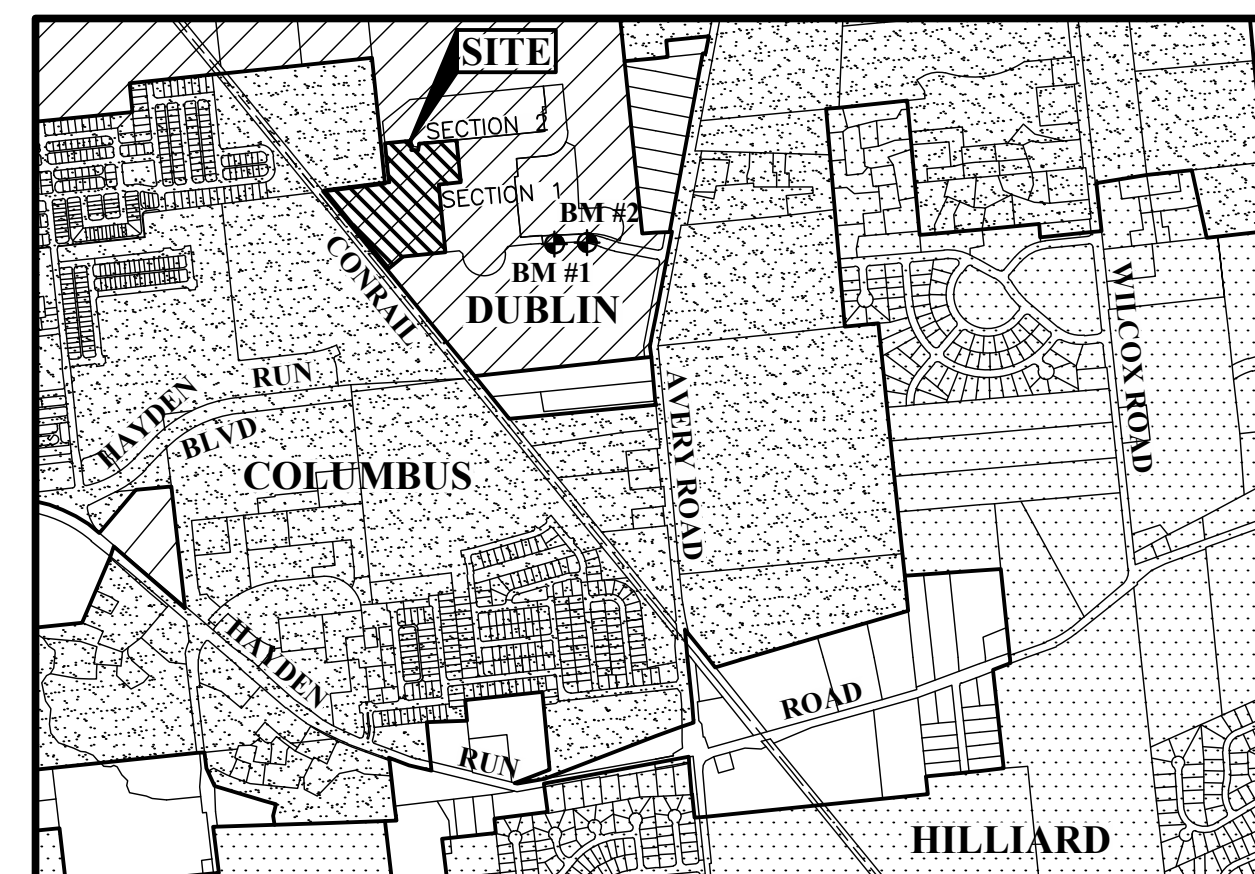 SITE
SECTION 2
SECTION 1
BM #2
BM #1
CONRAIL
DUBLIN
WILCOX ROAD
HAYDEN RUN
BLVD
AVERY ROAD
COLUMBUS
HAYDEN
RUN
ROAD
HILLIARD